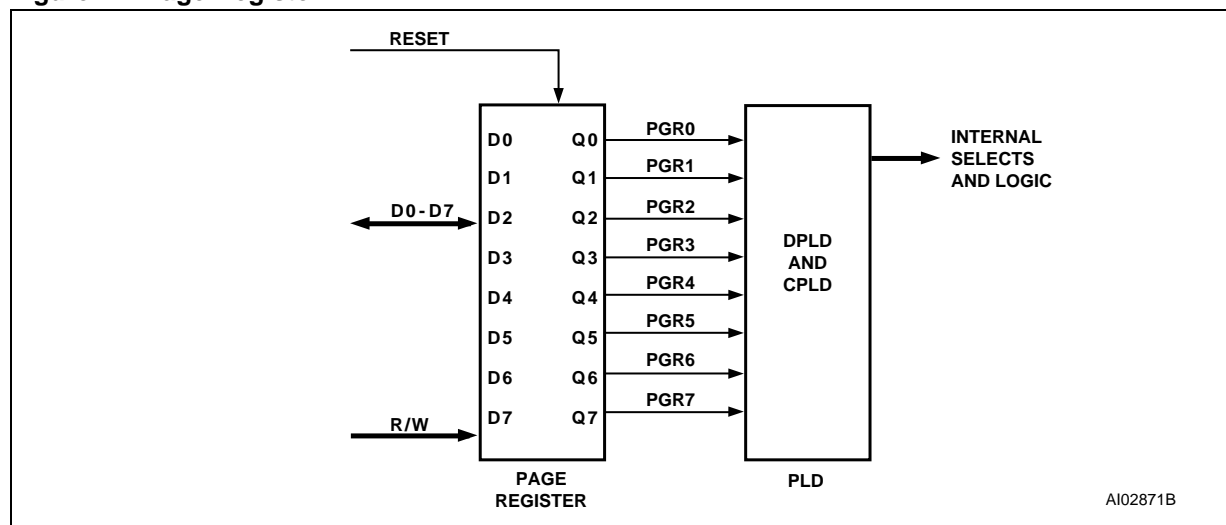 RESET
D0 Q0 PGR0
D1 Q1 PGR1
D0-D7 D2 Q2 PGR2
D3 Q3 PGR3
D4 Q4 PGR4
D5 Q5 PGR5
D6 Q6 PGR6
R/W D7 Q7 PGR7
DPLD
AND
CPLD
INTERNAL
SELECTS
AND LOGIC
PAGE
REGISTER
PLD
AI02871B